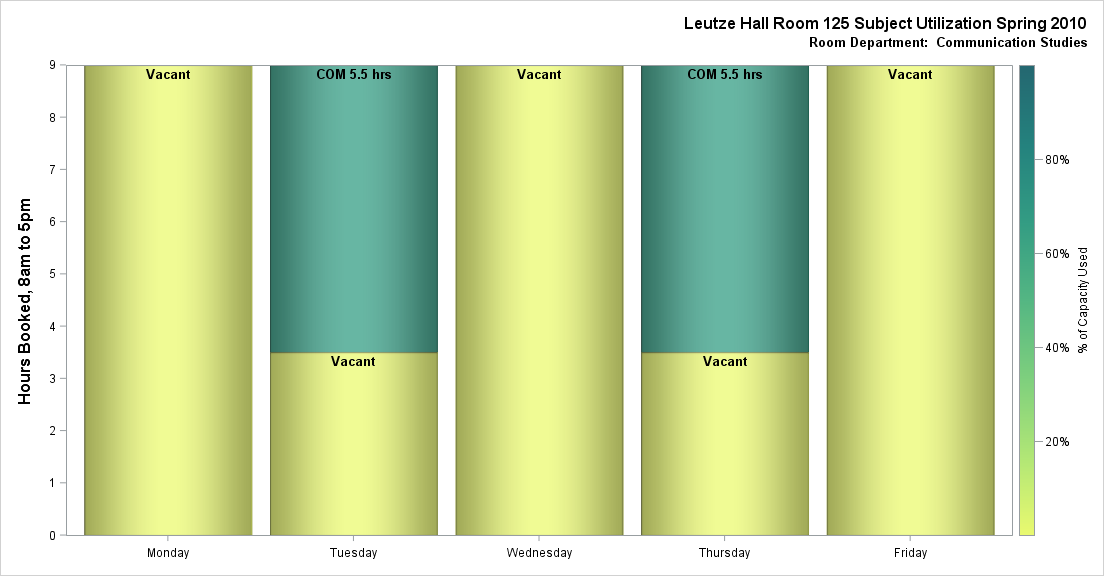 Leutze Hall Room 125 Subject Utilization Spring 2010
Room Department:  Communication Studies
Hours Booked, 8am to 5pm
9
8
7
6
5
4
3
2
1
0
Vacant
COM 5.5 hrs
Vacant
COM 5.5 hrs
Vacant
Vacant
Vacant
Monday
Tuesday
Wednesday
Thursday
Friday
80%
60%
40%
20%
% of Capacity Used